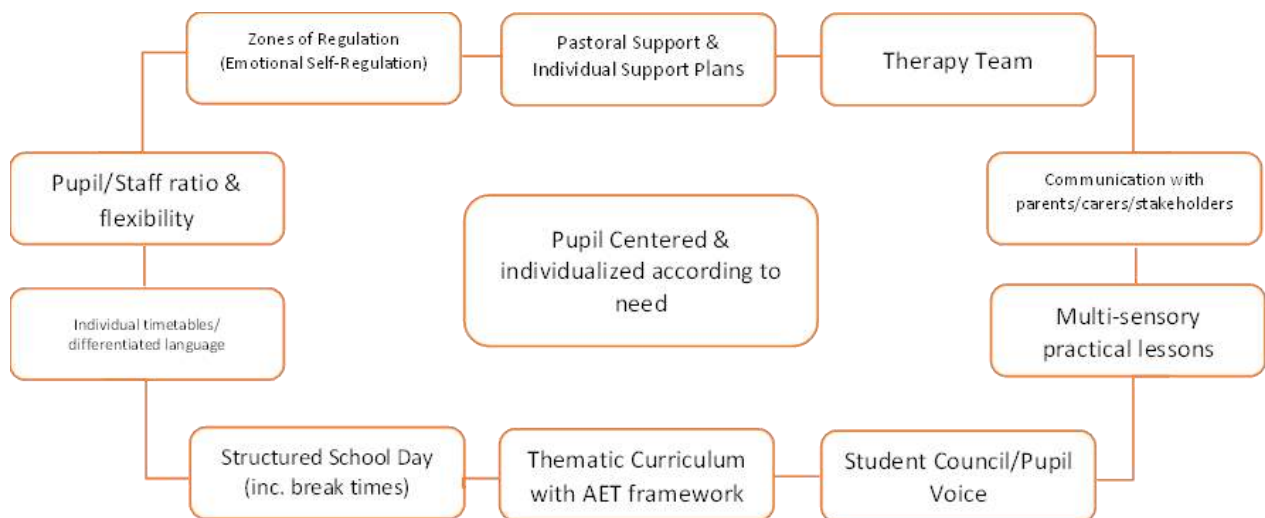 Zones of Regulation
(Emotional Self-Regulation)
Pastoral Support &
Individual Support Plans
Therapy Team
Pupil/Staff ratio &
flexibility
Communication with
parents/carers/stakeholders
Pupil Centered &
individualized according to
need
Individual timetables/
differentiated language
Multi-sensory
practical lessons
Structured School Day
(inc. break times)
Thematic Curriculum
with AET framework
Student Council/Pupil
Voice